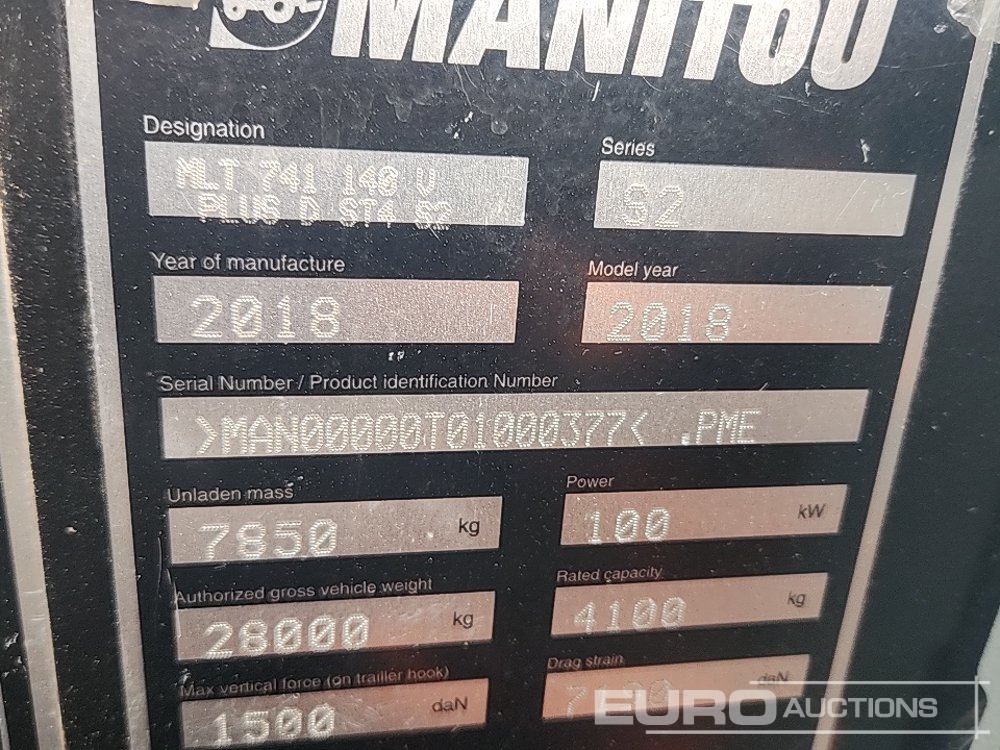 MANITOU
Designation
MLT 741 140 V
PLUS D ST4 S2
Series
S2
Year of manufacture
2018
Model year
2018
Serial Number / Product identification Number
>MAN00000T01000377< .PME
Unladen mass
7850 kg
Power
100 kW
Authorized gross vehicle weight
28000 kg
Rated capacity
4100 kg
Max vertical force (on trailler hook)
1500 daN
Drag strain
daN
EURO AUCTIONS